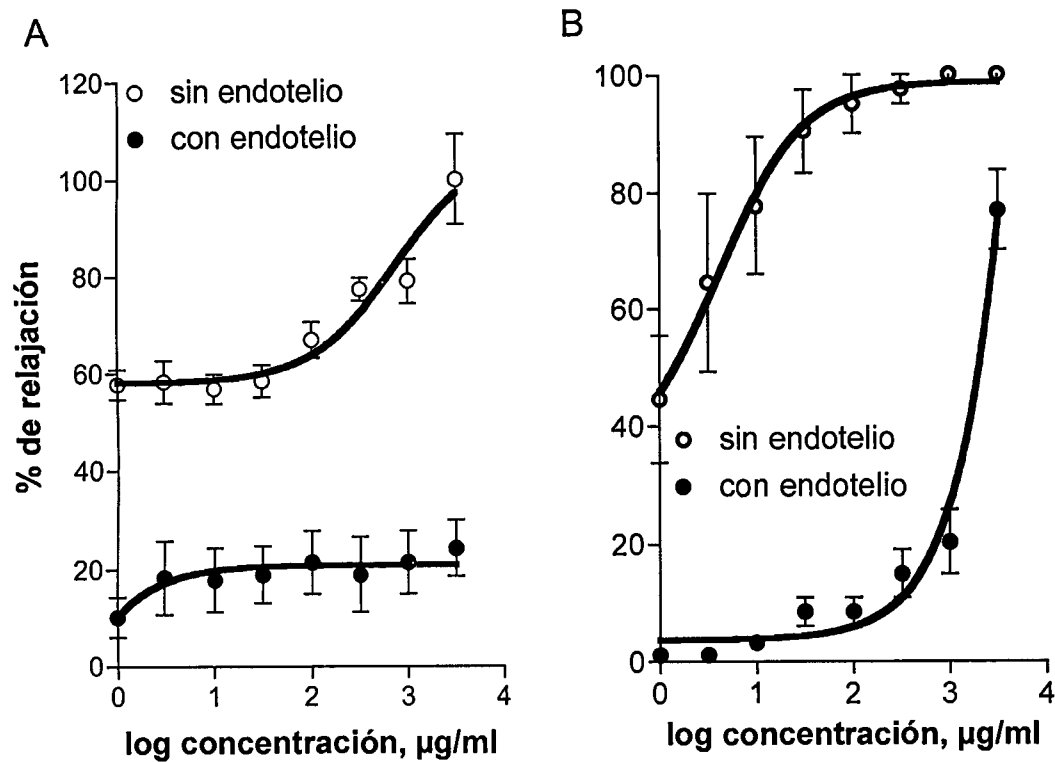 A
120
100
80
60
40
20
0
sin endotelio
con endotelio
% de relajación
0 1 2 3 4
log concentración, µg/ml
B
100
80
60
40
20
0
sin endotelio
con endotelio
0 1 2 3 4
log concentración, µg/ml